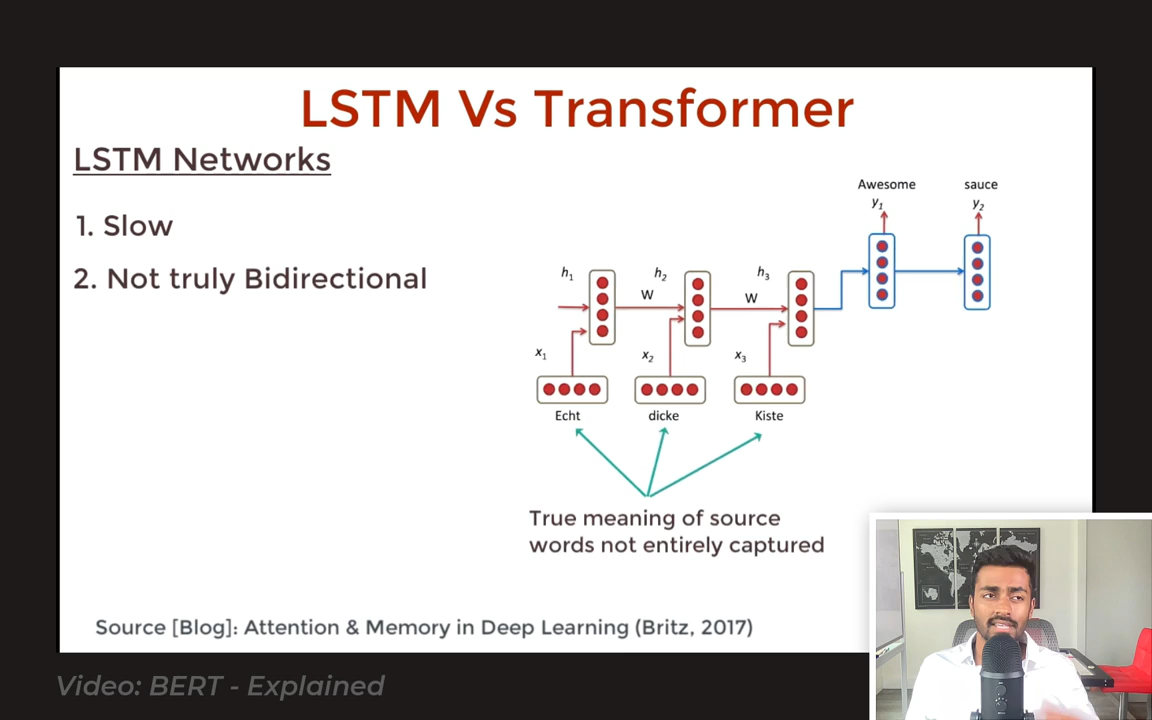 LSTM Vs Transformer
LSTM Networks
1. Slow
2. Not truly Bidirectional
Awesome
sauce
y1
y2
h1
h2
h3
W
W
x1
x2
x3
Echt
dicke
Kiste
True meaning of source
words not entirely captured
Source [Blog]: Attention & Memory in Deep Learning (Britz, 2017)
Video: BERT - Explained